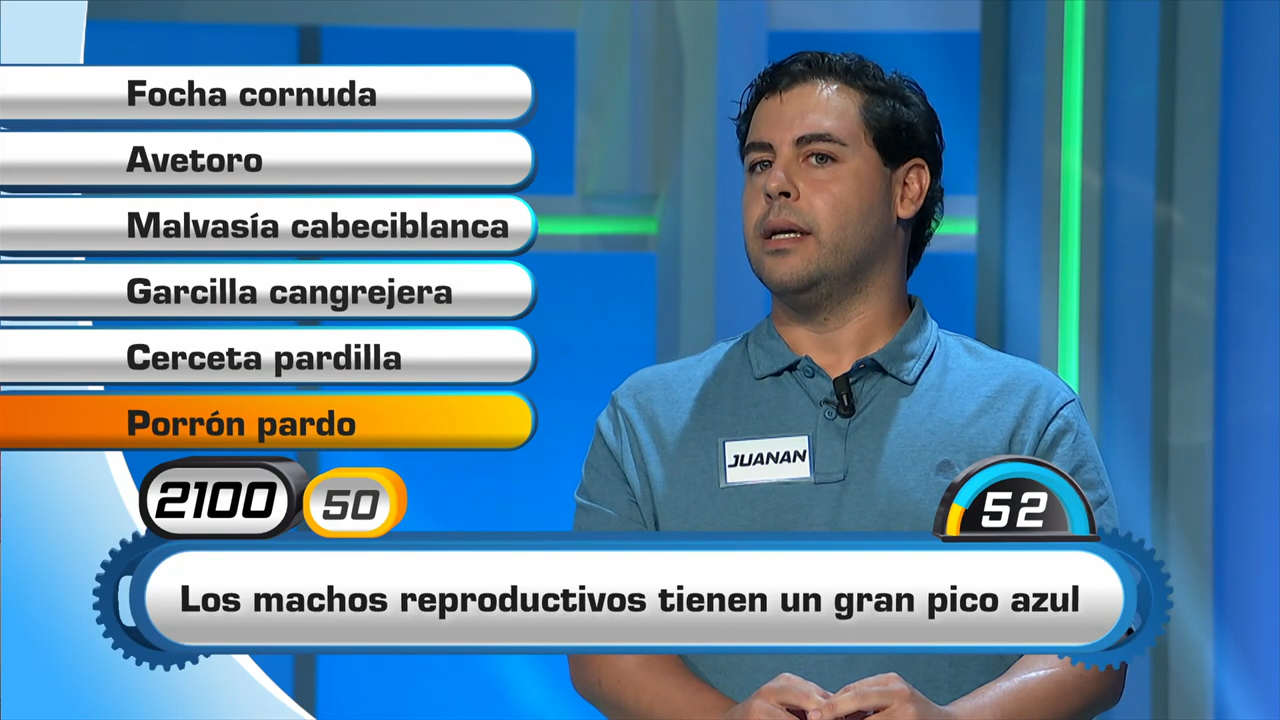 Focha cornuda
Avetoro
Malvasía cabeciblanca
Garcilla cangrejera
Cerceta pardilla
Porrón pardo
2100 50
JUANAN
52
Los machos reproductivos tienen un gran pico azul